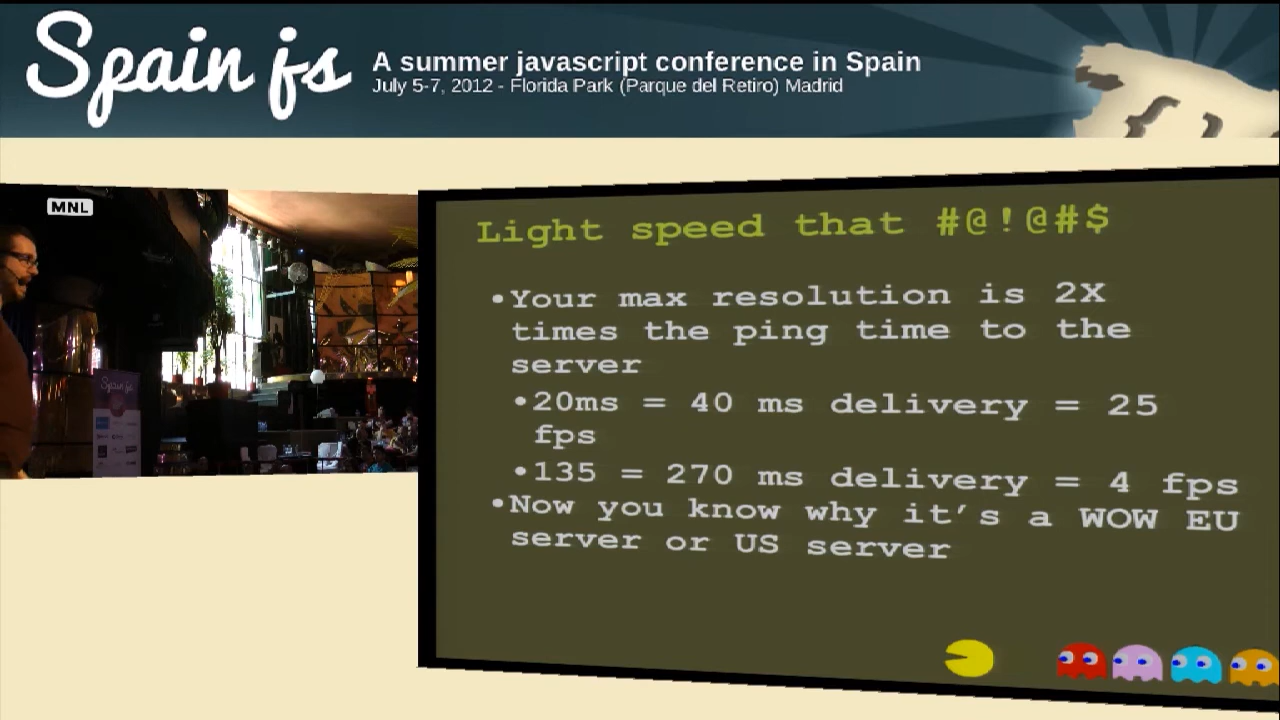 Spain js
A summer javascript conference in Spain
July 5-7, 2012 - Florida Park (Parque del Retiro) Madrid
MNL
Spain js
Light speed that #@!@#$
•Your max resolution is 2X
times the ping time to the
server
•20ms = 40 ms delivery = 25
fps
•135 = 270 ms delivery = 4 fps
•Now you know why it's a WOW EU
server or US server